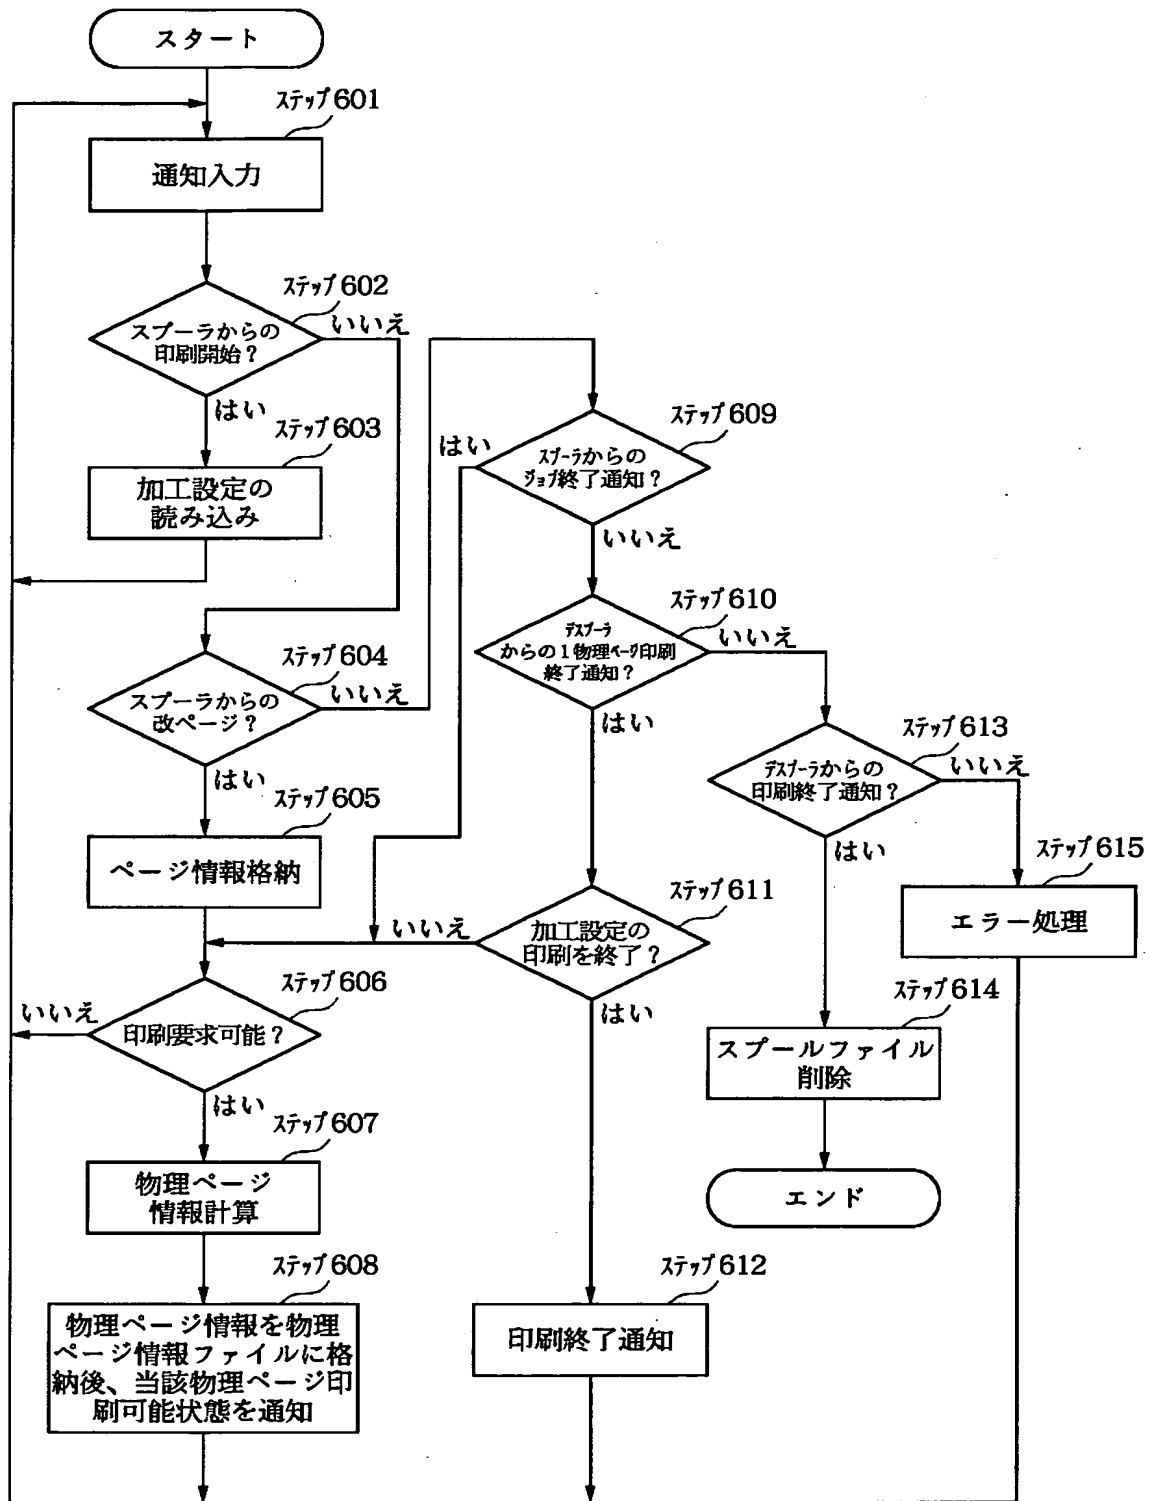 スタート
ステップ601
通知入力
ステップ602
スプーラからの
印刷開始？
いいえ
はい
ステップ603
加工設定の
読み込み
ステップ604
スプーラからの
改ページ？
いいえ
はい
ステップ605
ページ情報格納
ステップ606
印刷要求可能？
いいえ
はい
ステップ607
物理ページ
情報計算
ステップ608
物理ページ情報を物理
ページ情報ファイルに格
納後、当該物理ページ印
刷可能状態を通知
ステップ609
スプーラからの
ジョブ終了通知？
はい
いいえ
ステップ610
デスプーラ
からの1物理ページ印刷
終了通知？
いいえ
はい
ステップ611
加工設定の
印刷を終了？
いいえ
はい
ステップ612
印刷終了通知
ステップ613
デスプーラからの
印刷終了通知？
いいえ
はい
ステップ614
スプールファイル
削除
エンド
ステップ615
エラー処理